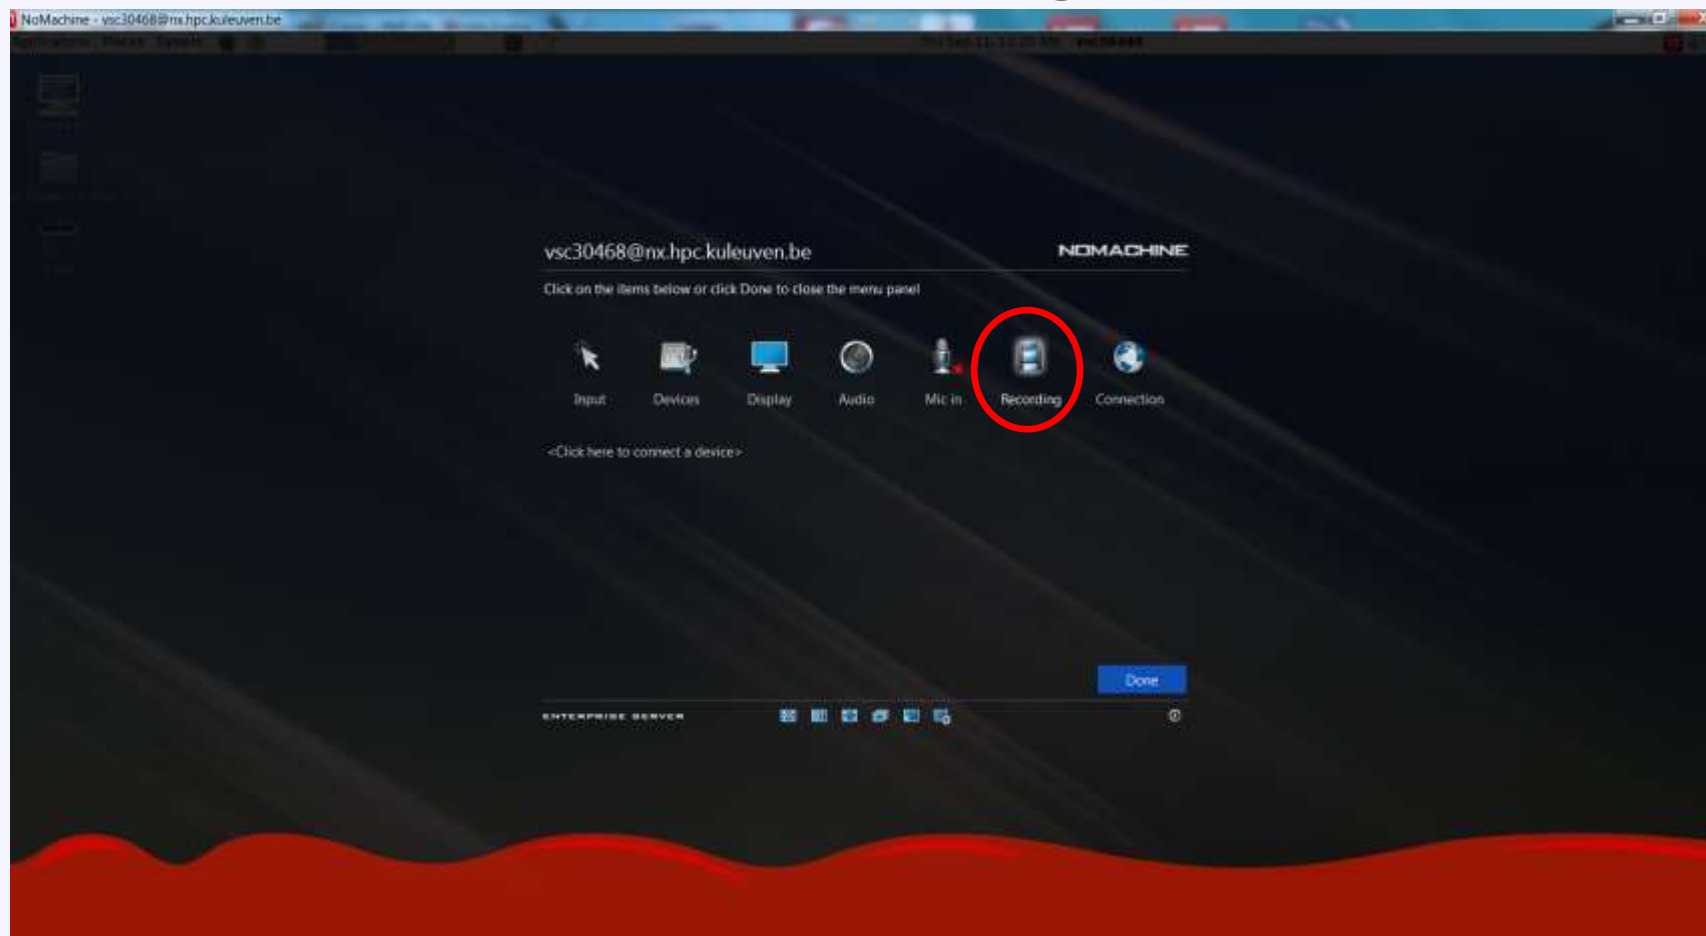 NoMachine - vsc30468@nx.hpc.kuleuven.be
vsc30468@nx.hpc.kuleuven.be
NOMACHINE
Click on the items below or click Done to close the menu panel
Input Devices Display Audio Mic in Recording Connection
<Click here to connect a device>
Done
ENTERPRISE SERVER